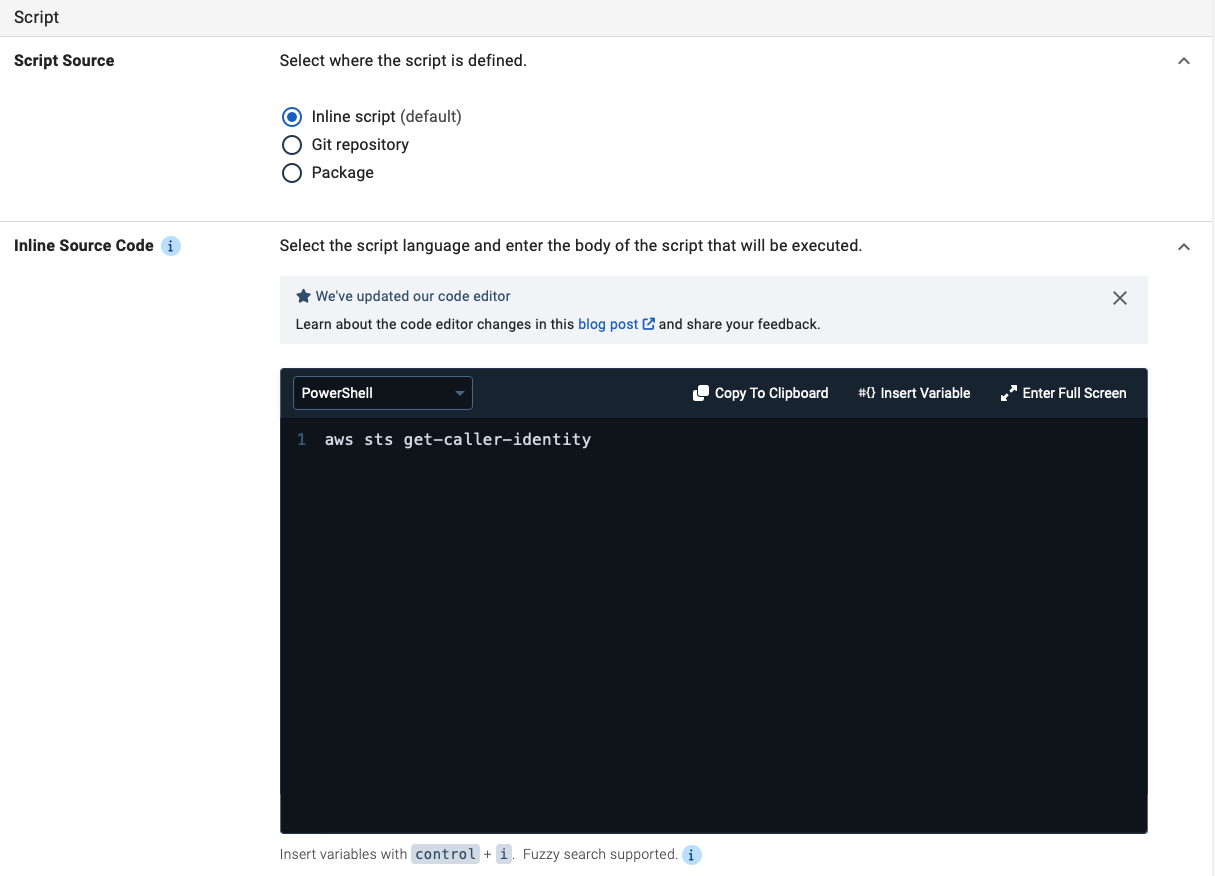 Script
Script Source
Select where the script is defined.
Inline script (default)
Git repository
Package
Inline Source Code i
Select the script language and enter the body of the script that will be executed.
We've updated our code editor
Learn about the code editor changes in this blog post and share your feedback.
PowerShell
Copy To Clipboard
#{} Insert Variable
Enter Full Screen
1 aws sts get-caller-identity
Insert variables with control + i. Fuzzy search supported. i